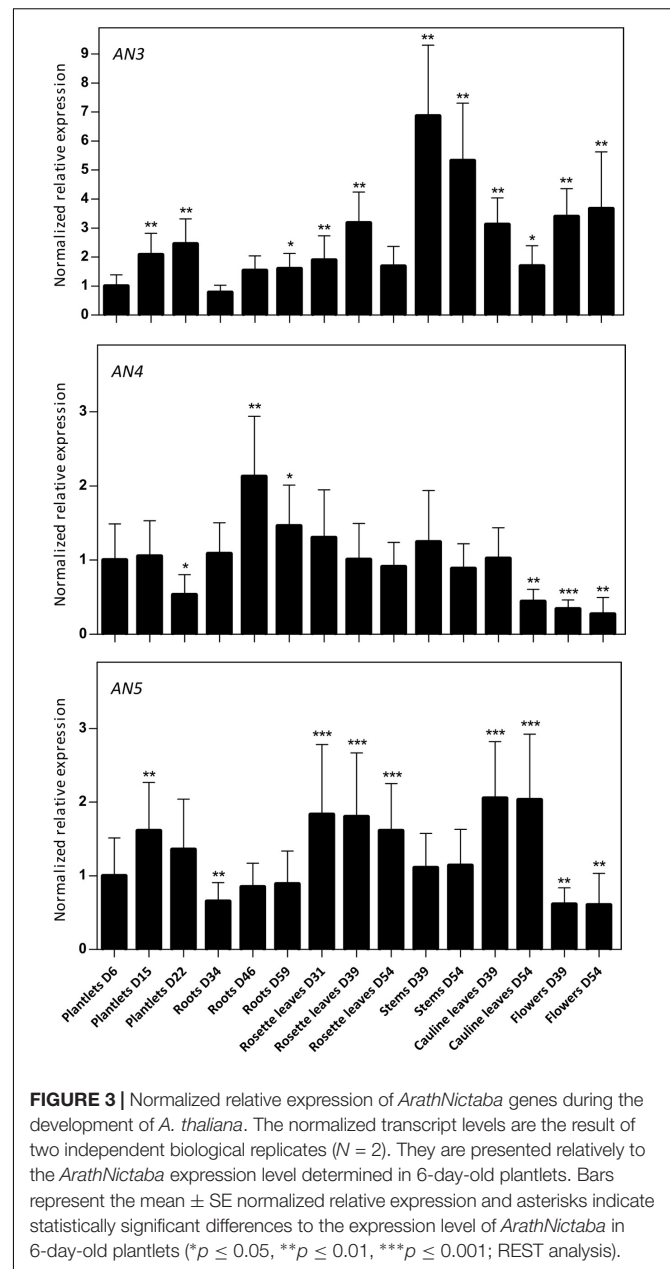 AN3
Normalized relative expression
9
8
7
6
5
4
3
2
1
0
** ** * ** ** ** ** ** * ** **
AN4
Normalized relative expression
3
2
1
0
* ** * ** *** **
AN5
Normalized relative expression
3
2
1
0
** ** *** *** *** *** *** ** **
Plantlets D6
Plantlets D15
Plantlets D22
Roots D34
Roots D46
Roots D59
Rosette leaves D31
Rosette leaves D39
Rosette leaves D54
Stems D39
Stems D54
Cauline leaves D39
Cauline leaves D54
Flowers D39
Flowers D54
FIGURE 3 | Normalized relative expression of ArathNictaba genes during the
development of A. thaliana. The normalized transcript levels are the result of
two independent biological replicates (N = 2). They are presented relatively to
the ArathNictaba expression level determined in 6-day-old plantlets. Bars
represent the mean ± SE normalized relative expression and asterisks indicate
statistically significant differences to the expression level of ArathNictaba in
6-day-old plantlets (*p ≤ 0.05, **p ≤ 0.01, ***p ≤ 0.001; REST analysis).